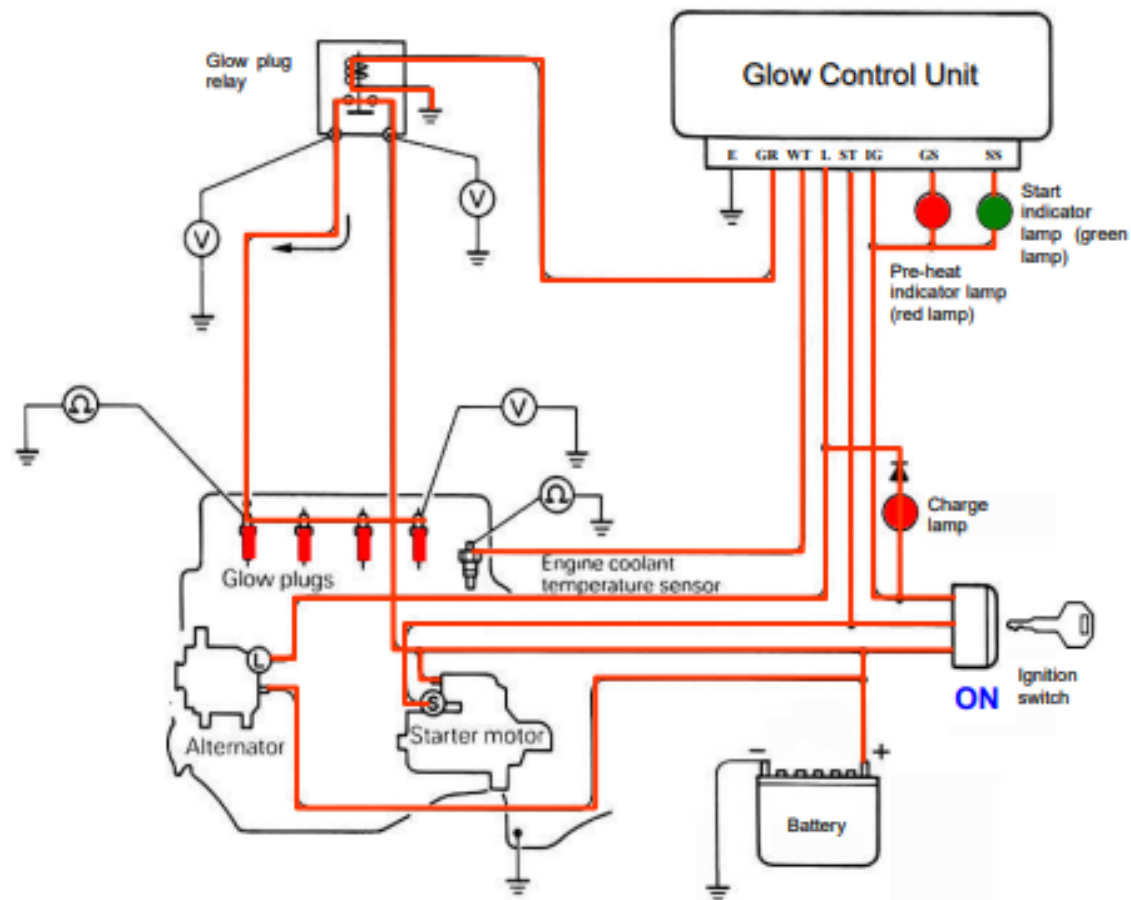 Glow plug
relay
Glow Control Unit
E GR WT L ST IG GS SS
V
V
Start
indicator
lamp (green
lamp)
Pre-heat
indicator lamp
(red lamp)
Ω
V
Ω
Charge
lamp
Glow plugs
Engine coolant
temperature sensor
L
S
Alternator
Starter motor
ON
Ignition
switch
− +
Battery